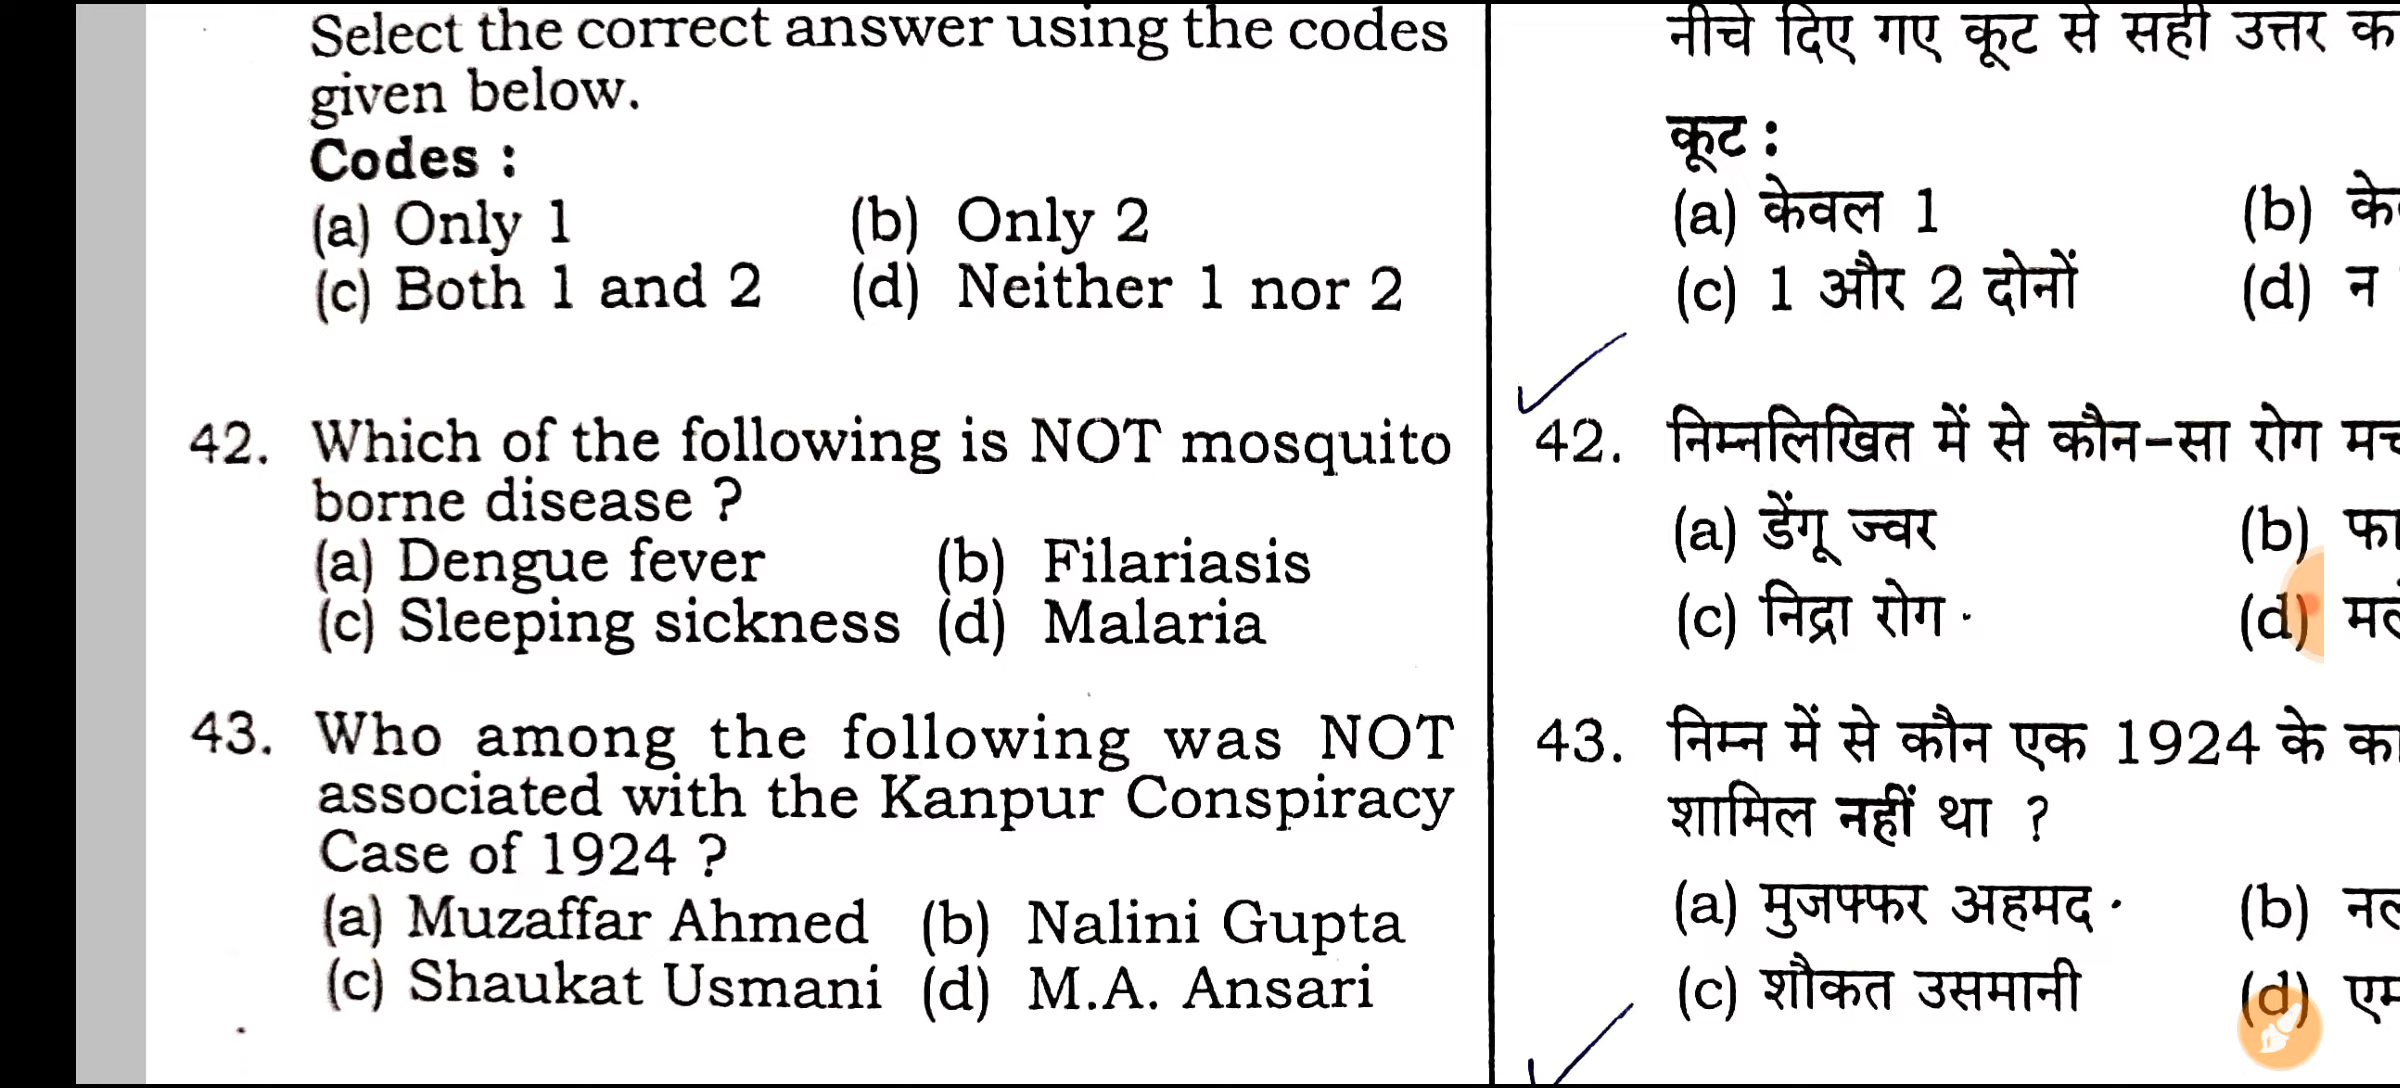 Select the correct answer using the codes
given below.
Codes :
(a) Only 1 (b) Only 2
(c) Both 1 and 2 (d) Neither 1 nor 2
42. Which of the following is NOT mosquito
borne disease ?
(a) Dengue fever (b) Filariasis
(c) Sleeping sickness (d) Malaria
43. Who among the following was NOT
associated with the Kanpur Conspiracy
Case of 1924 ?
(a) Muzaffar Ahmed (b) Nalini Gupta
(c) Shaukat Usmani (d) M.A. Ansari
नीचे दिए गए कूट से सही उत्तर
कूट :
(a) केवल 1 (b)
(c) 1 और 2 दोनों (d) न
42. निम्नलिखित में से कौन-सा रोग
(a) डेंगू ज्वर (b)
(c) निद्रा रोग (d)
43. निम्न में से कौन एक 1924 के
शामिल नहीं था ?
(a) मुजफ्फर अहमद (b)
(c) शौकत उसमानी (d)